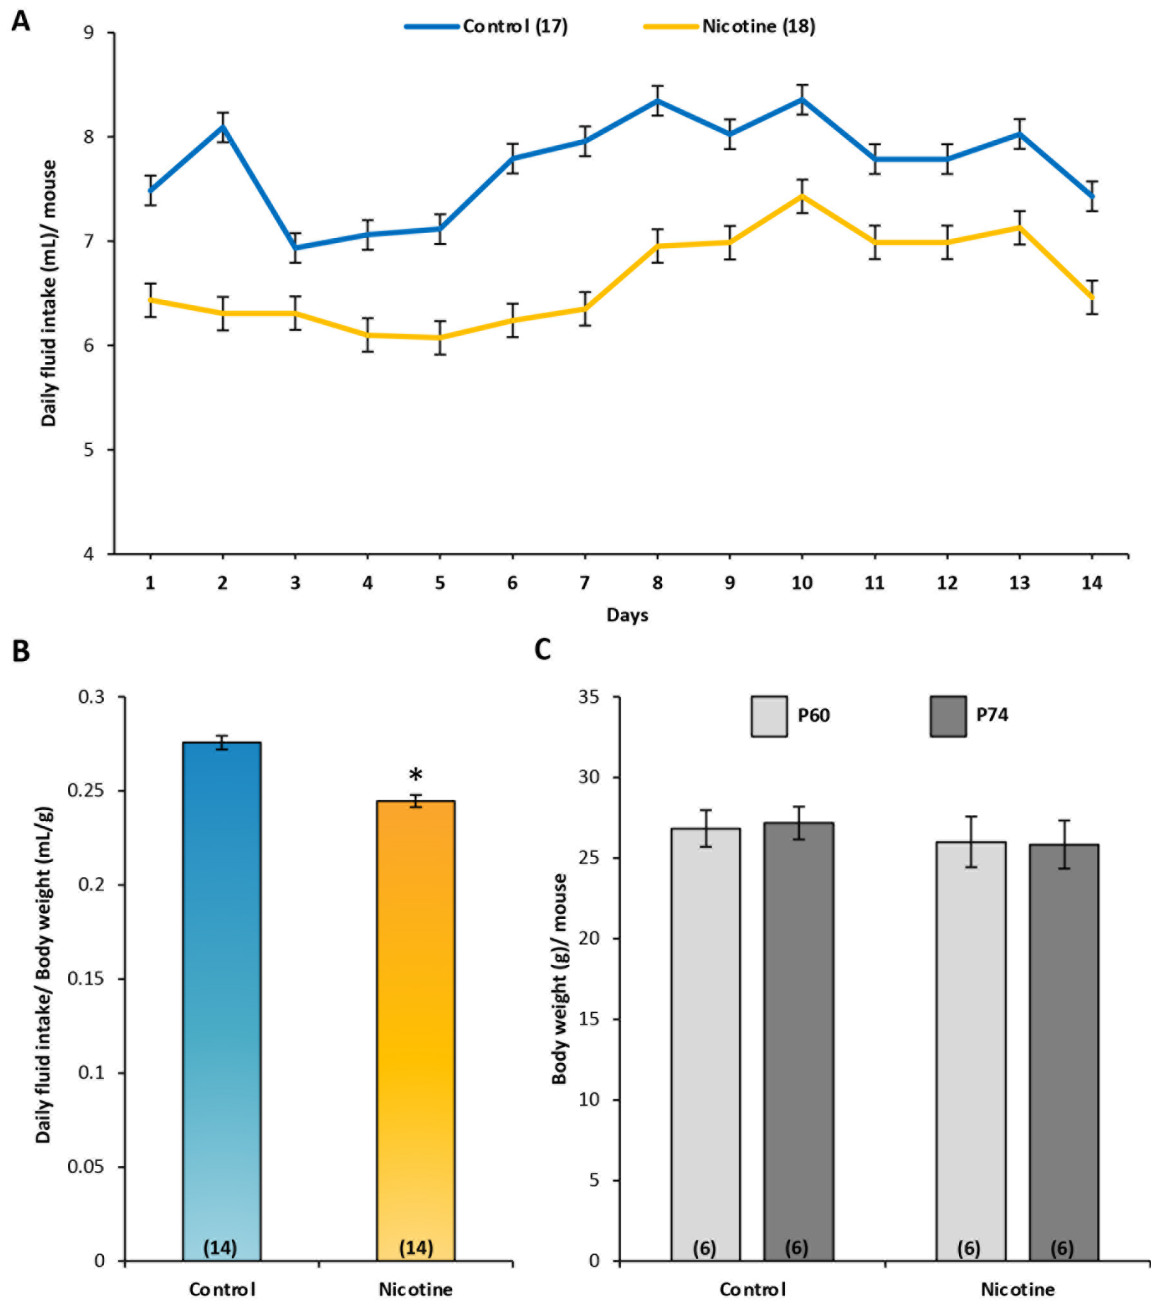 A
Control (17)
Nicotine (18)
Daily fluid intake (mL)/ mouse
9
8
7
6
5
4
1 2 3 4 5 6 7 8 9 10 11 12 13 14
Days
B
Daily fluid intake/ Body weight (mL/g)
0.3
0.25
0.2
0.15
0.1
0.05
0
*
(14) (14)
Control Nicotine
C
P60 P74
Body weight (g)/ mouse
35
30
25
20
15
10
5
0
(6) (6) (6) (6)
Control Nicotine